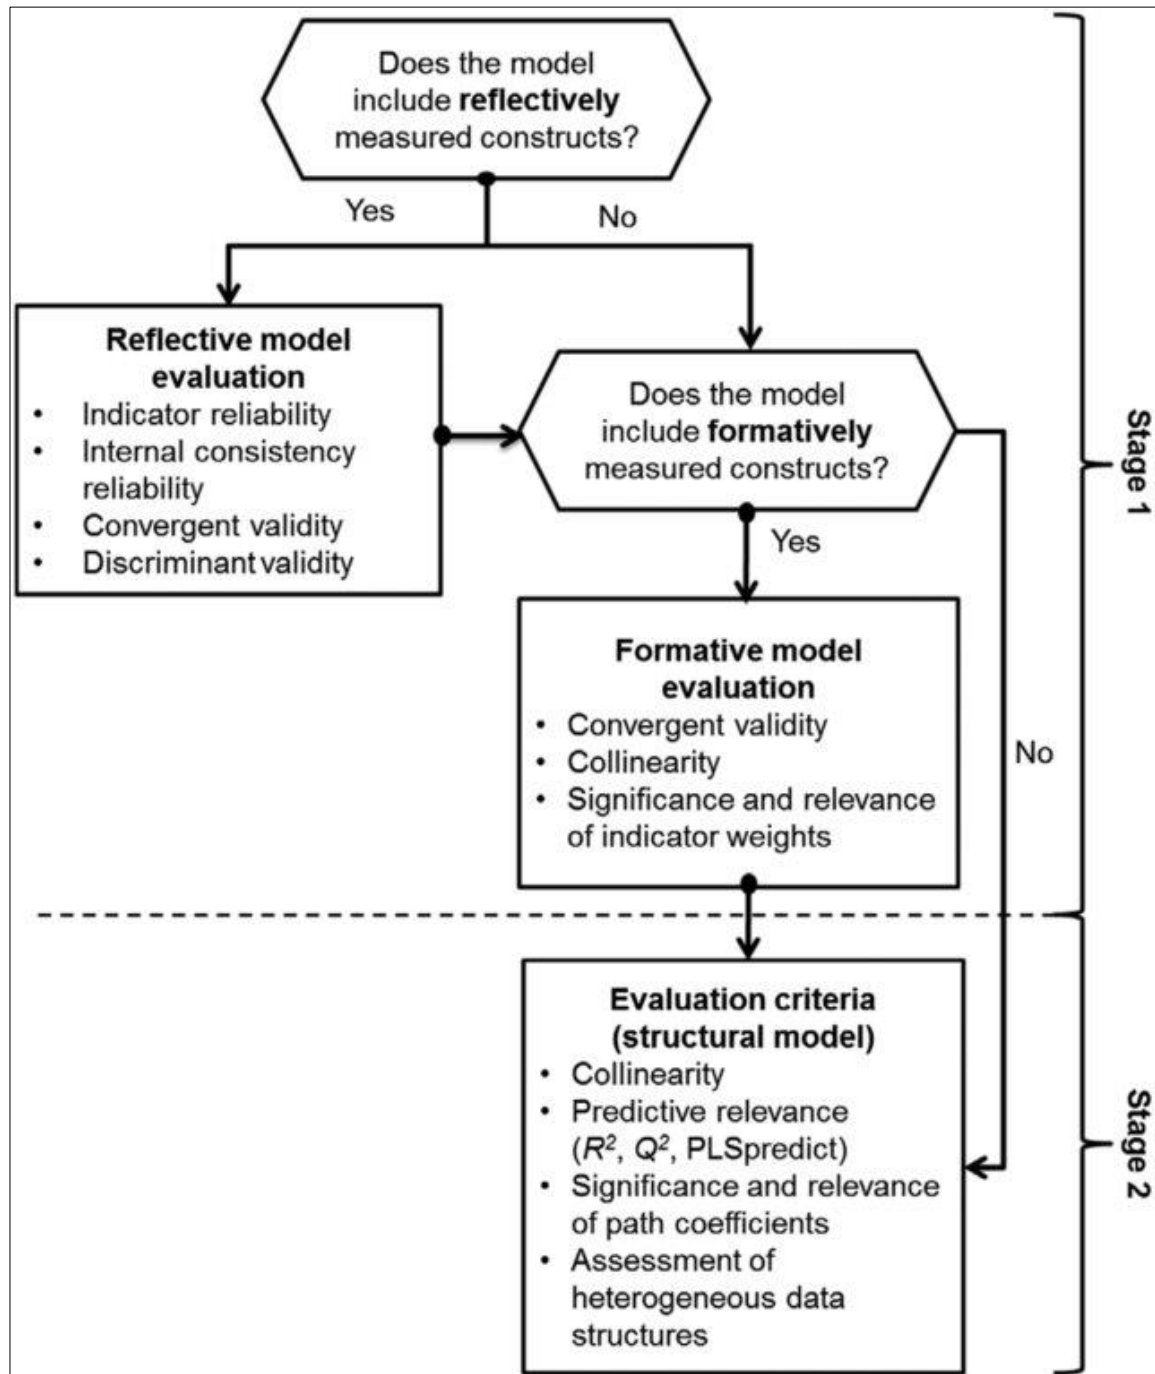 Does the model
include reflectively
measured constructs?
Yes
No
Reflective model
evaluation
• Indicator reliability
• Internal consistency
reliability
• Convergent validity
• Discriminant validity
Does the model
include formatively
measured constructs?
Yes
No
Formative model
evaluation
• Convergent validity
• Collinearity
• Significance and relevance
of indicator weights
Stage 1
Evaluation criteria
(structural model)
• Collinearity
• Predictive relevance
(R², Q², PLSpredict)
• Significance and relevance
of path coefficients
• Assessment of
heterogeneous data
structures
Stage 2